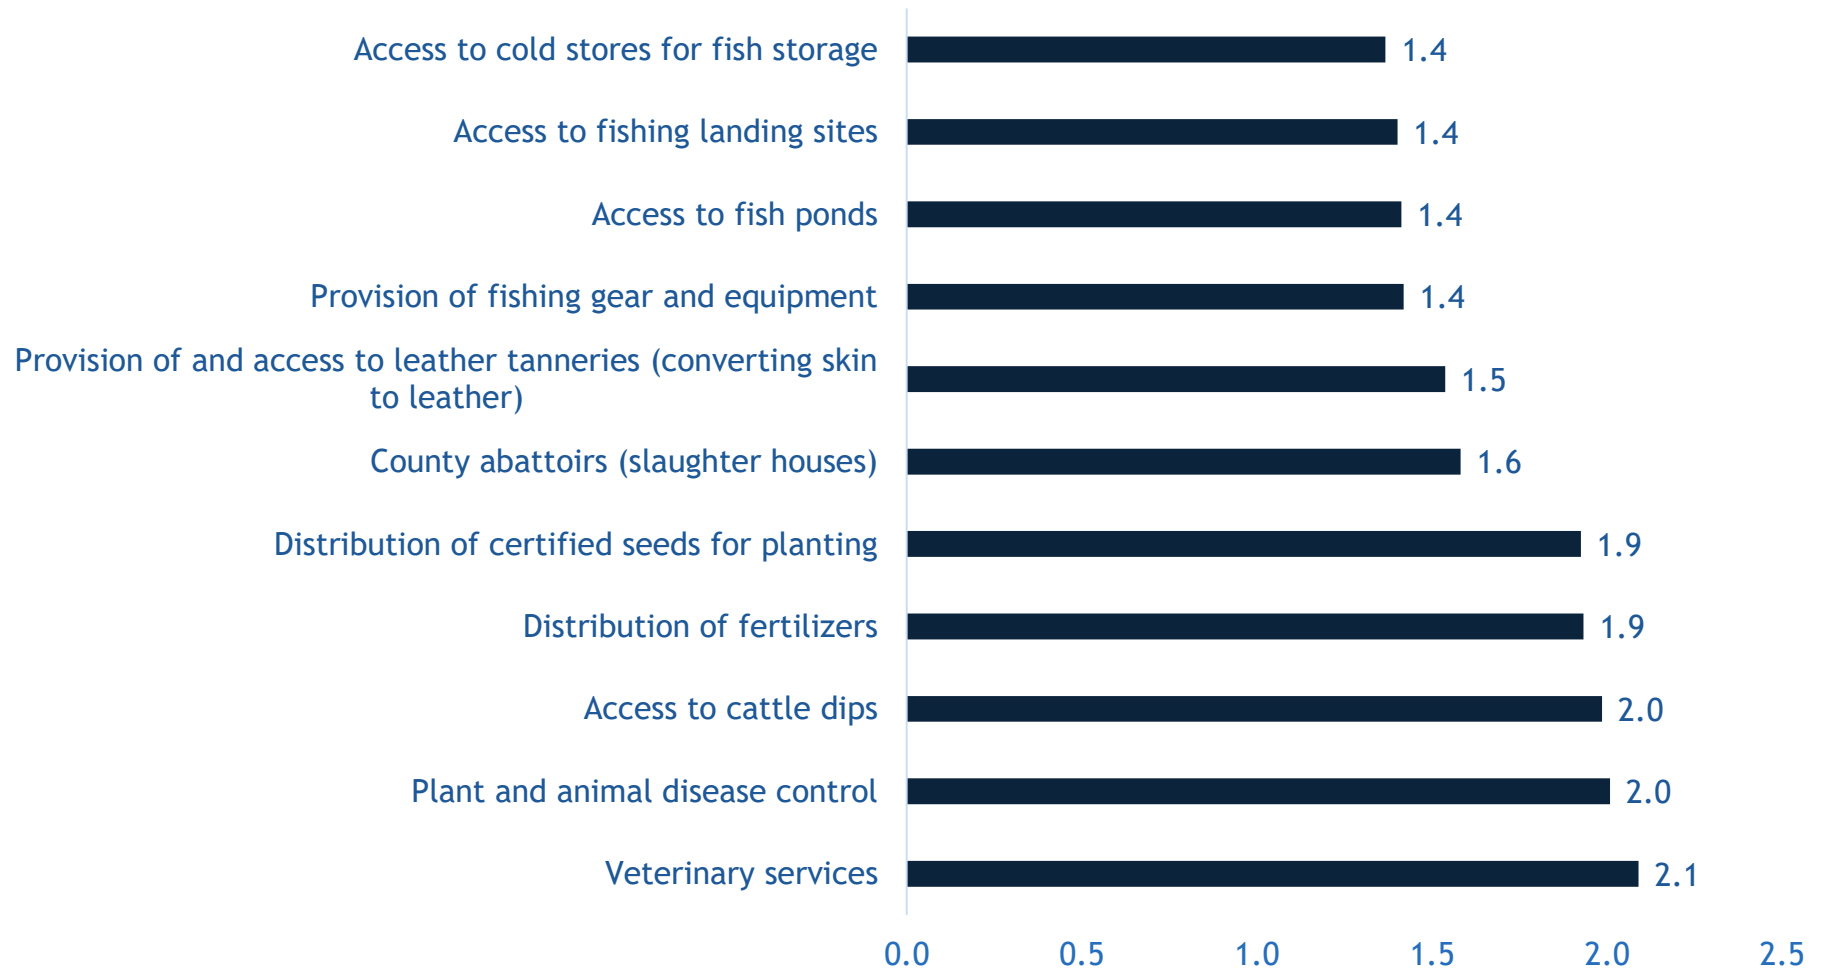 Access to cold stores for fish storage 1.4
Access to fishing landing sites 1.4
Access to fish ponds 1.4
Provision of fishing gear and equipment 1.4
Provision of and access to leather tanneries (converting skin
to leather) 1.5
County abattoirs (slaughter houses) 1.6
Distribution of certified seeds for planting 1.9
Distribution of fertilizers 1.9
Access to cattle dips 2.0
Plant and animal disease control 2.0
Veterinary services 2.1
0.0 0.5 1.0 1.5 2.0 2.5